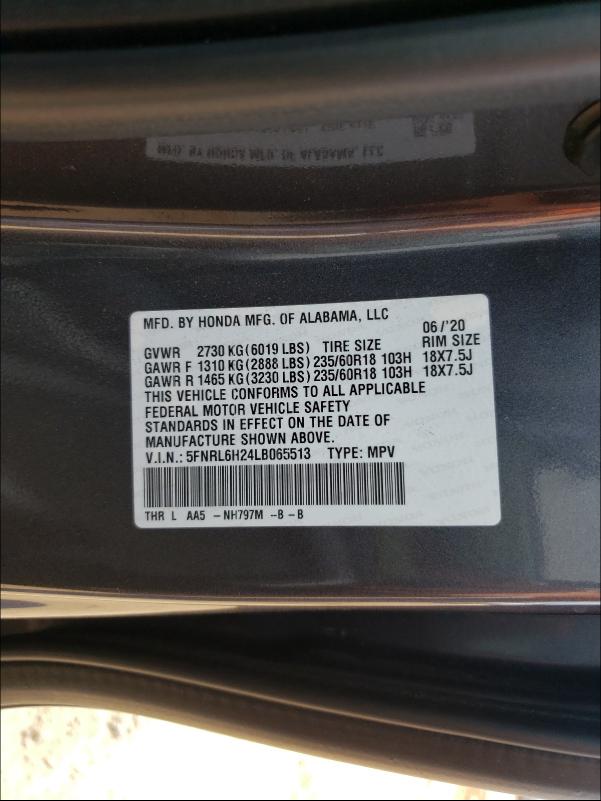 MFD. BY HONDA MFG. OF ALABAMA, LLC
06/'20
GVWR 2730 KG (6019 LBS) TIRE SIZE RIM SIZE
GAWR F 1310 KG (2888 LBS) 235/60R18 103H 18X7.5J
GAWR R 1465 KG (3230 LBS) 235/60R18 103H 18X7.5J
THIS VEHICLE CONFORMS TO ALL APPLICABLE
FEDERAL MOTOR VEHICLE SAFETY
STANDARDS IN EFFECT ON THE DATE OF
MANUFACTURE SHOWN ABOVE.
V.I.N.: 5FNRL6H24LB065513 TYPE: MPV
THR L AA5 -NH797M -B -B